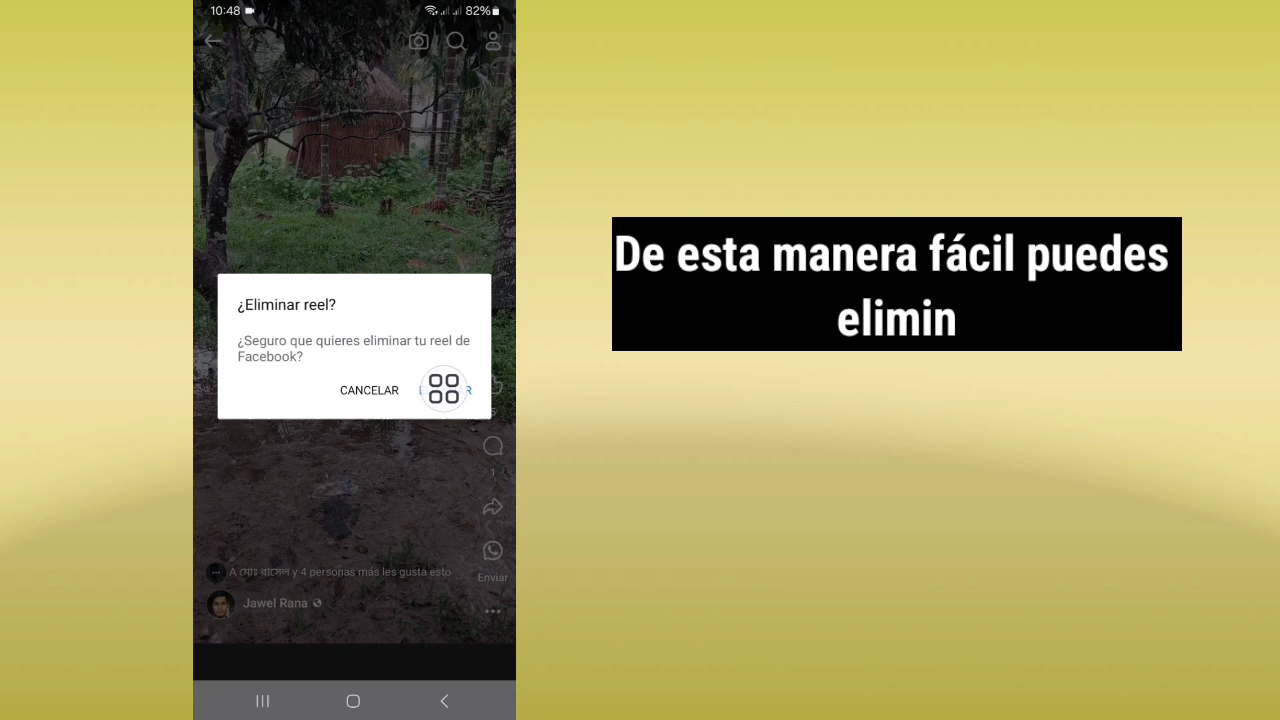 10:48
82%
¿Eliminar reel?
¿Seguro que quieres eliminar tu reel de
Facebook?
CANCELAR
1
A মোঃ রাসেল y 4 personas más les gusta esto
Enviar
Jawel Rana
De esta manera fácil puedes
elimin